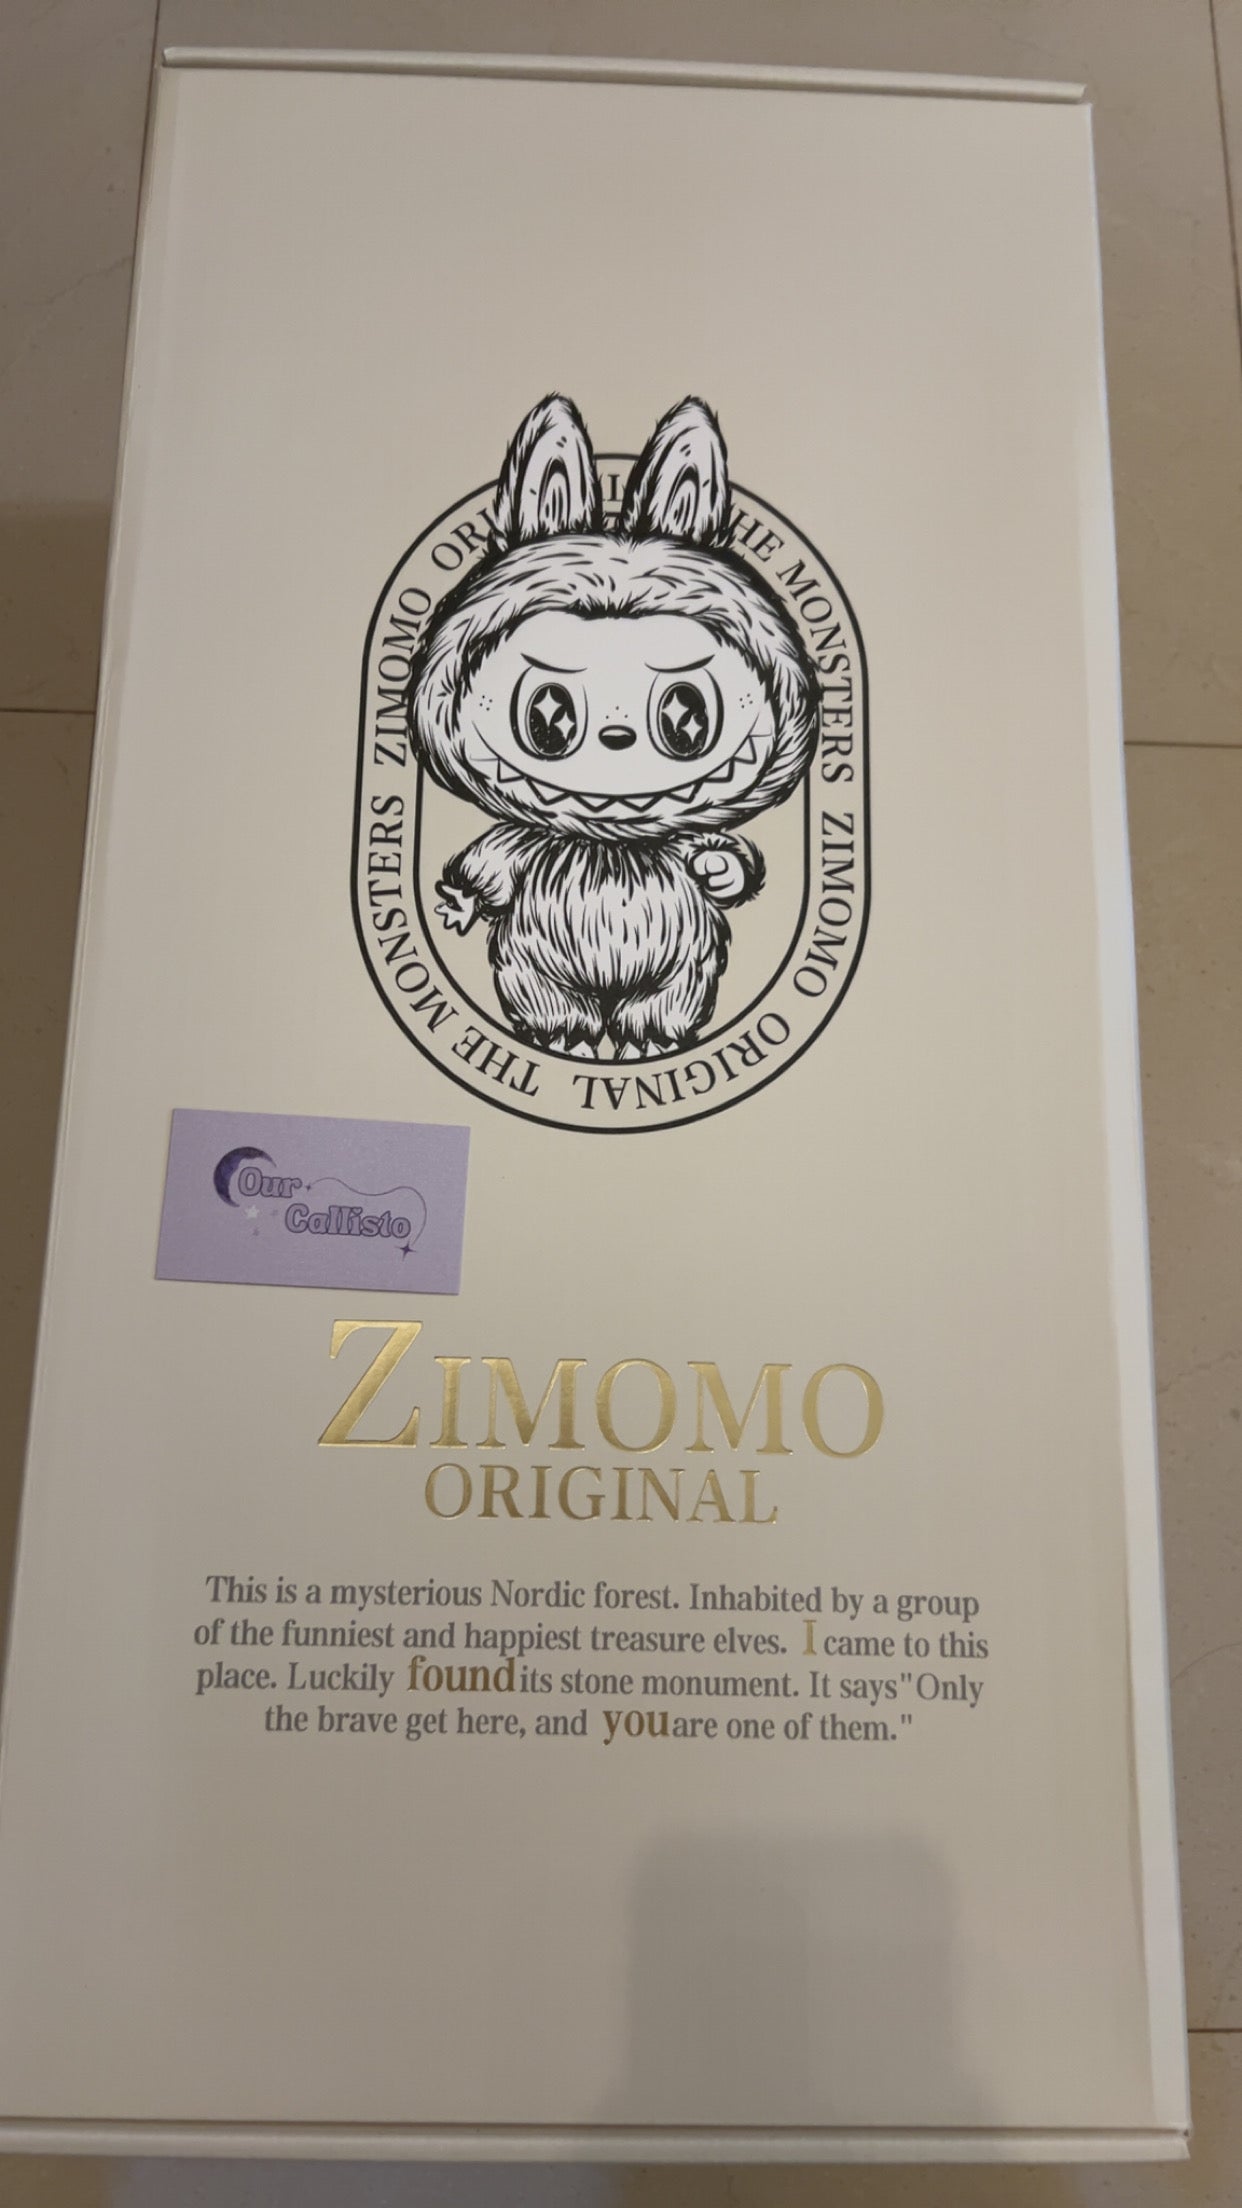 ZIMOMO ORIGINAL THE MONSTERS ZIMOMO ORIGINAL THE MONSTERS
Our
Callisto
ZIMOMO
ORIGINAL
This is a mysterious Nordic forest. Inhabited by a group
of the funniest and happiest treasure elves. I came to this
place. Luckily found its stone monument. It says"Only
the brave get here, and you are one of them."